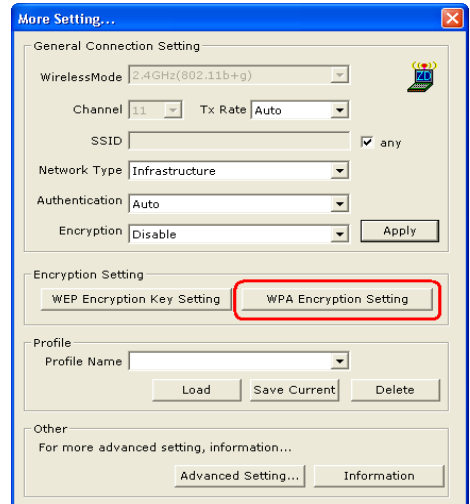 More Setting...
General Connection Setting
WirelessMode 2.4GHz(802.11b+g)
Channel 11 Tx Rate Auto
SSID any
Network Type Infrastructure
Authentication Auto
Encryption Disable Apply
Encryption Setting
WEP Encryption Key Setting WPA Encryption Setting
Profile
Profile Name
Load Save Current Delete
Other
For more advanced setting, information...
Advanced Setting... Information
ZD